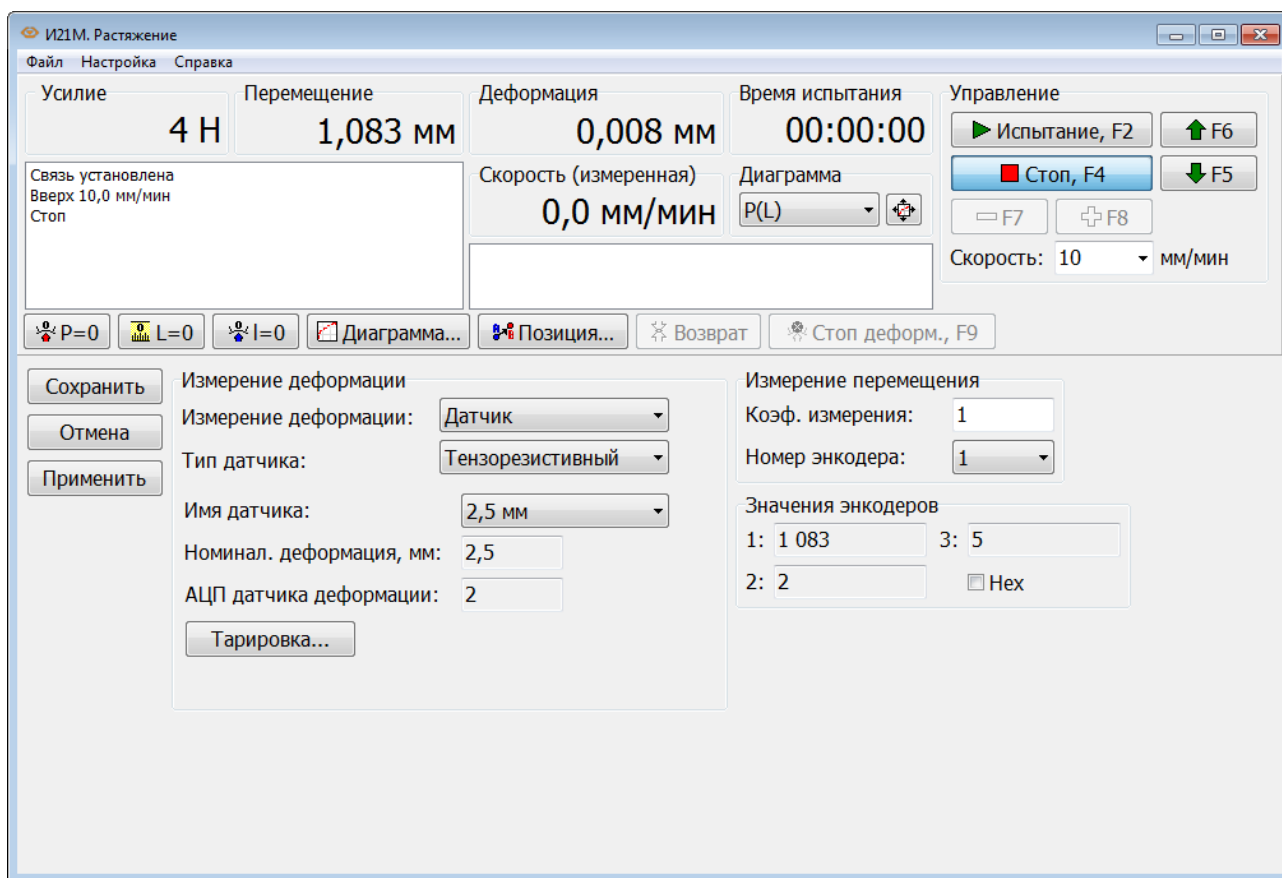 И21М. Растяжение
Файл Настройка Справка
Усилие Перемещение Деформация Время испытания Управление
4 Н 1,083 мм 0,008 мм 00:00:00 Испытание, F2 F6
Связь установлена
Вверх 10,0 мм/мин
Стоп
Скорость (измеренная) Диаграмма Стоп, F4 F5
0,0 мм/мин P(L) F7 F8
Скорость: 10 мм/мин
P=0 L=0 l=0 Диаграмма... Позиция... Возврат Стоп деформ., F9
Сохранить
Отмена
Применить
Измерение деформации
Измерение деформации: Датчик
Тип датчика: Тензорезистивный
Имя датчика: 2,5 мм
Номинал. деформация, мм: 2,5
АЦП датчика деформации: 2
Тарировка...
Измерение перемещения
Коэф. измерения: 1
Номер энкодера: 1
Значения энкодеров
1: 1 083 3: 5
2: 2 Hex